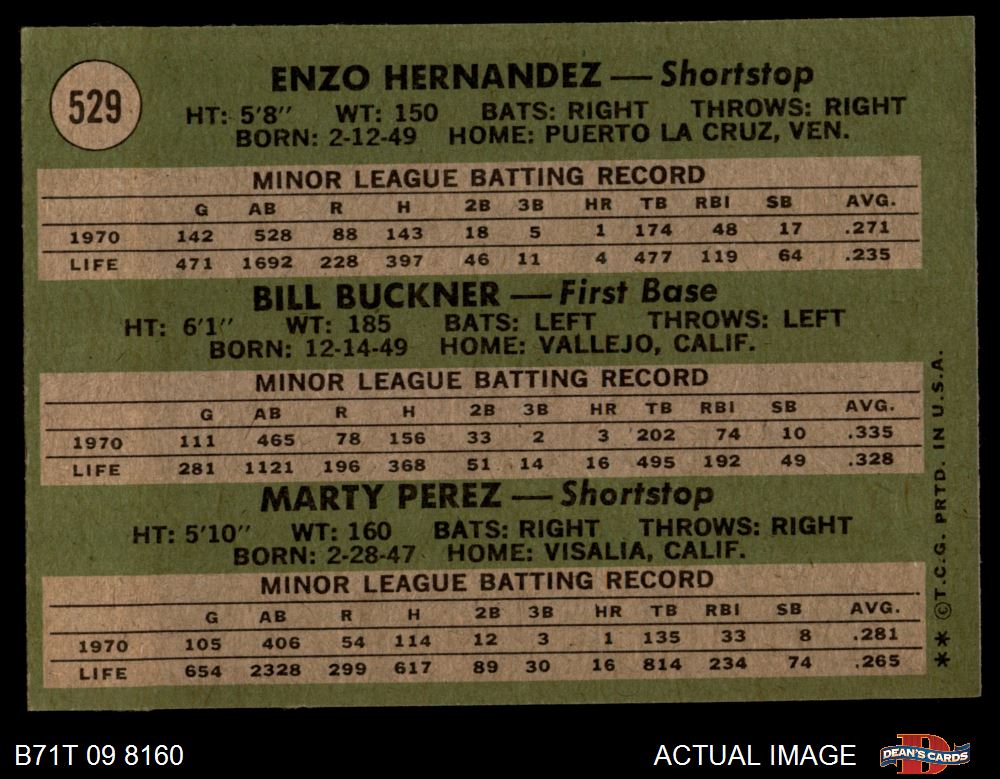 529
ENZO HERNANDEZ — Shortstop
HT: 5'8" WT: 150 BATS: RIGHT THROWS: RIGHT
BORN: 2-12-49 HOME: PUERTO LA CRUZ, VEN.
MINOR LEAGUE BATTING RECORD
G AB R H 2B 3B HR TB RBI SB AVG.
1970 142 528 88 143 18 5 1 174 48 17 .271
LIFE 471 1692 228 397 46 11 4 477 119 64 .235
BILL BUCKNER — First Base
HT: 6'1" WT: 185 BATS: LEFT THROWS: LEFT
BORN: 12-14-49 HOME: VALLEJO, CALIF.
MINOR LEAGUE BATTING RECORD
G AB R H 2B 3B HR TB RBI SB AVG.
1970 111 465 78 156 33 2 3 202 74 10 .335
LIFE 281 1121 196 368 51 14 16 495 192 49 .328
MARTY PEREZ — Shortstop
HT: 5'10" WT: 160 BATS: RIGHT THROWS: RIGHT
BORN: 2-28-47 HOME: VISALIA, CALIF.
MINOR LEAGUE BATTING RECORD
G AB R H 2B 3B HR TB RBI SB AVG.
1970 105 406 54 114 12 3 1 135 33 8 .281
LIFE 654 2328 299 617 89 30 16 814 234 74 .265
** ©T.C.G. PRTD. IN U.S.A.
B71T 09 8160
ACTUAL IMAGE
DEAN'S CARDS